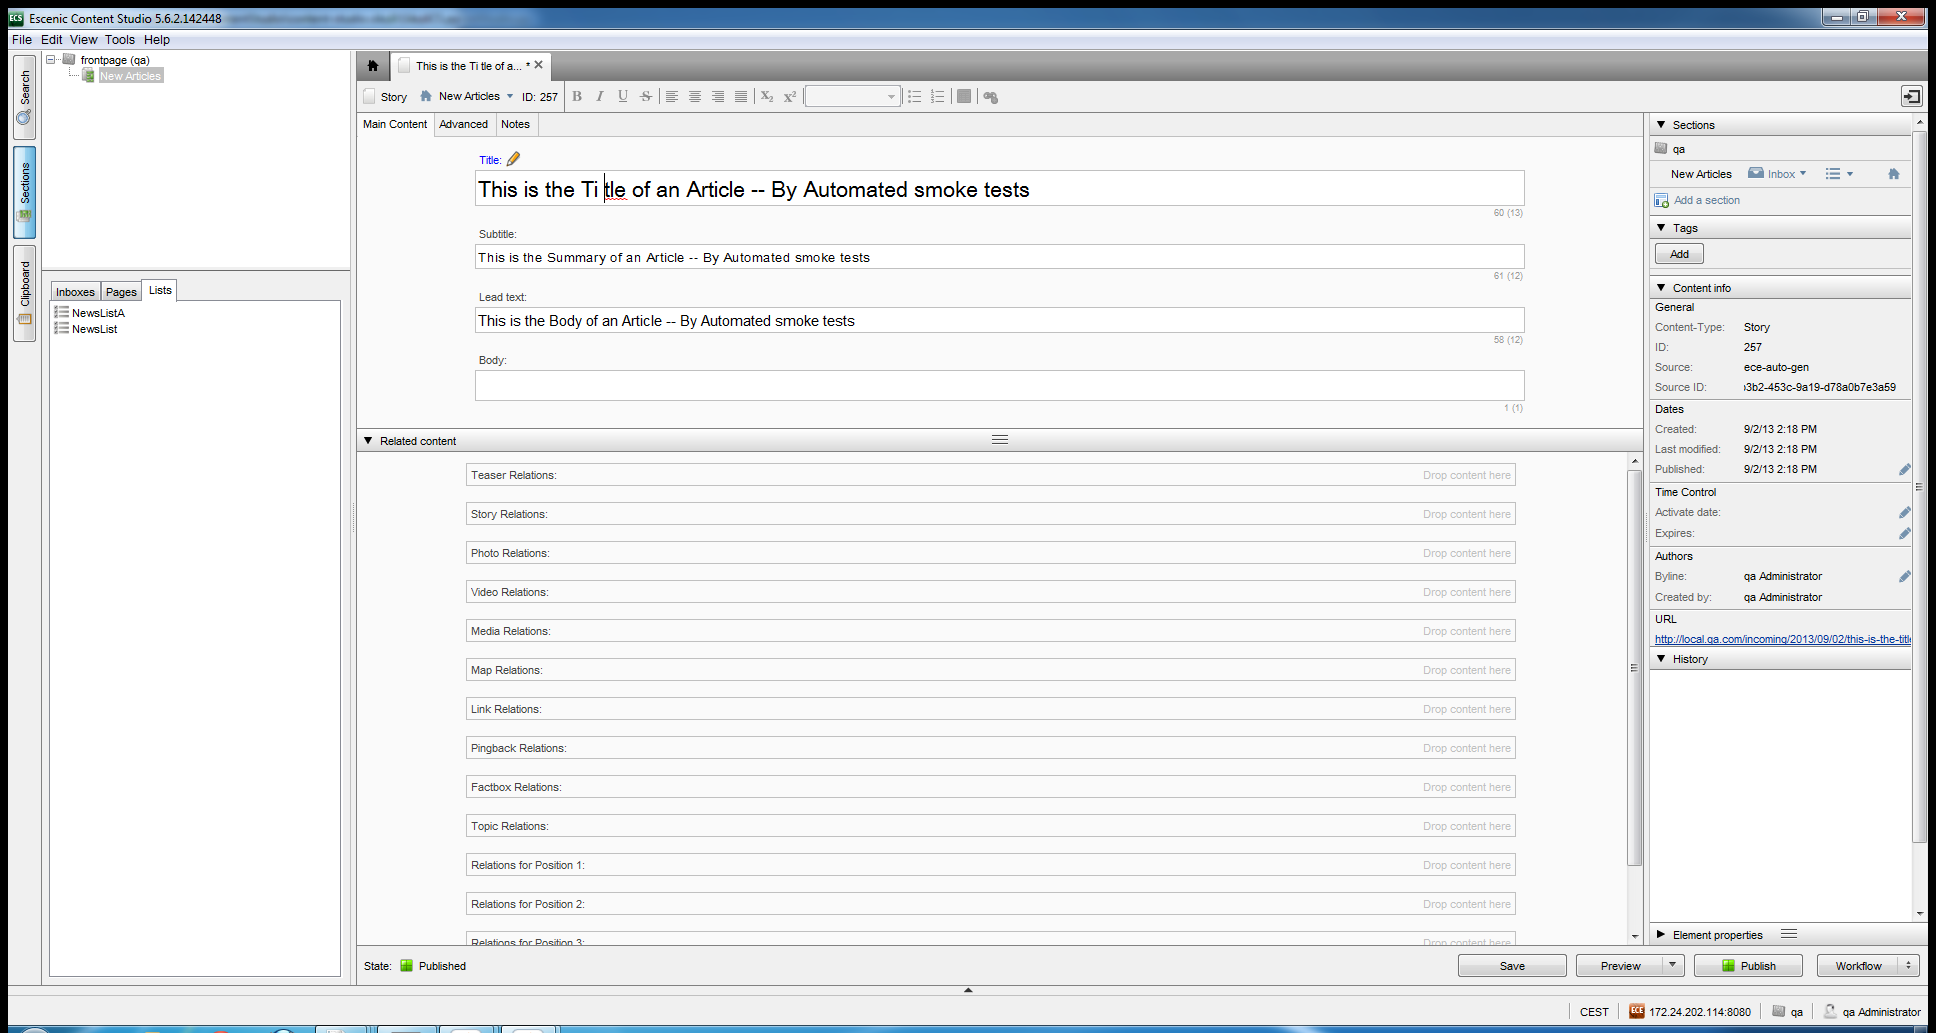 Escenic Content Studio 5.6.2.142448
File Edit View Tools Help
Search
Sections
Clipboard
frontpage (qa)
New Articles
Inboxes Pages Lists
NewsListA
NewsList
This is the Ti tle of a... *
Story New Articles ID: 257 B I U S X2 X2
Main Content Advanced Notes
Title:
This is the Ti tle of an Article -- By Automated smoke tests
60 (13)
Subtitle:
This is the Summary of an Article -- By Automated smoke tests
61 (12)
Lead text:
This is the Body of an Article -- By Automated smoke tests
58 (12)
Body:
1 (1)
Related content
Teaser Relations: Drop content here
Story Relations: Drop content here
Photo Relations: Drop content here
Video Relations: Drop content here
Media Relations: Drop content here
Map Relations: Drop content here
Link Relations: Drop content here
Pingback Relations: Drop content here
Factbox Relations: Drop content here
Topic Relations: Drop content here
Relations for Position 1: Drop content here
Relations for Position 2: Drop content here
Relations for Position 3: Drop content here
State: Published
Save Preview Publish Workflow
Sections
qa
New Articles Inbox
Add a section
Tags
Add
Content info
General
Content-Type: Story
ID: 257
Source: ece-auto-gen
Source ID: ı3b2-453c-9a19-d78a0b7e3a59
Dates
Created: 9/2/13 2:18 PM
Last modified: 9/2/13 2:18 PM
Published: 9/2/13 2:18 PM
Time Control
Activate date:
Expires:
Authors
Byline: qa Administrator
Created by: qa Administrator
URL
http://local.qa.com/incoming/2013/09/02/this-is-the-titl
History
Element properties
CEST ECE 172.24.202.114:8080 qa qa Administrator